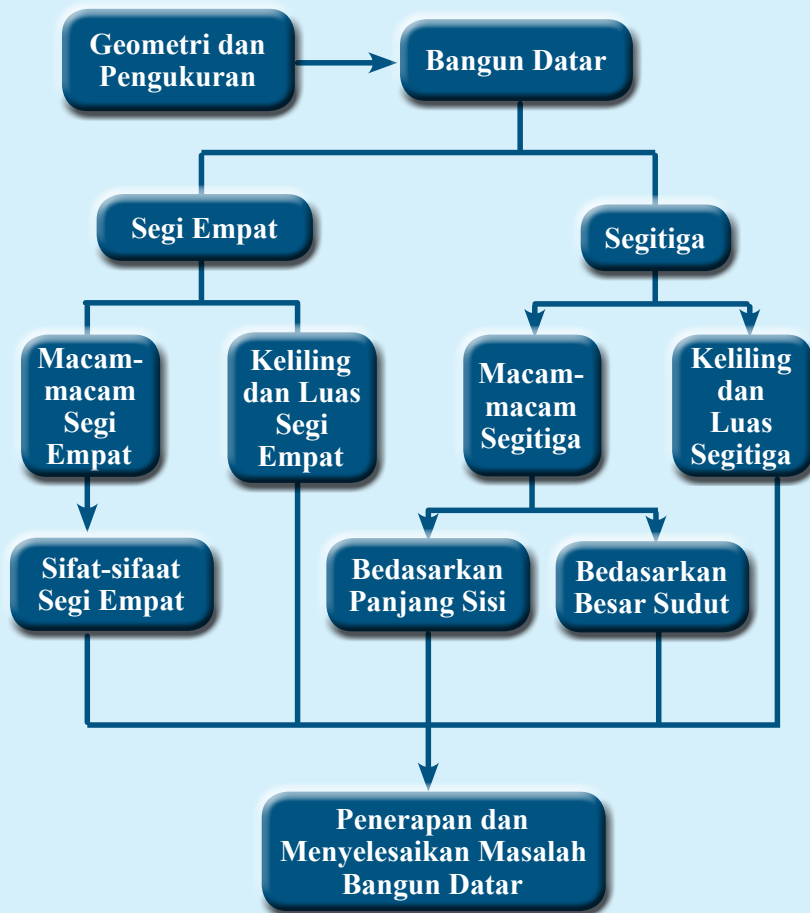 Geometri dan
Pengukuran
Bangun Datar
Segi Empat
Segitiga
Macam-
macam
Segi
Empat
Keliling
dan Luas
Segi
Empat
Macam-
macam
Segitiga
Keliling
dan
Luas
Segitiga
Sifat-sifaat
Segi Empat
Bedasarkan
Panjang Sisi
Bedasarkan
Besar Sudut
Penerapan dan
Menyelesaikan Masalah
Bangun Datar